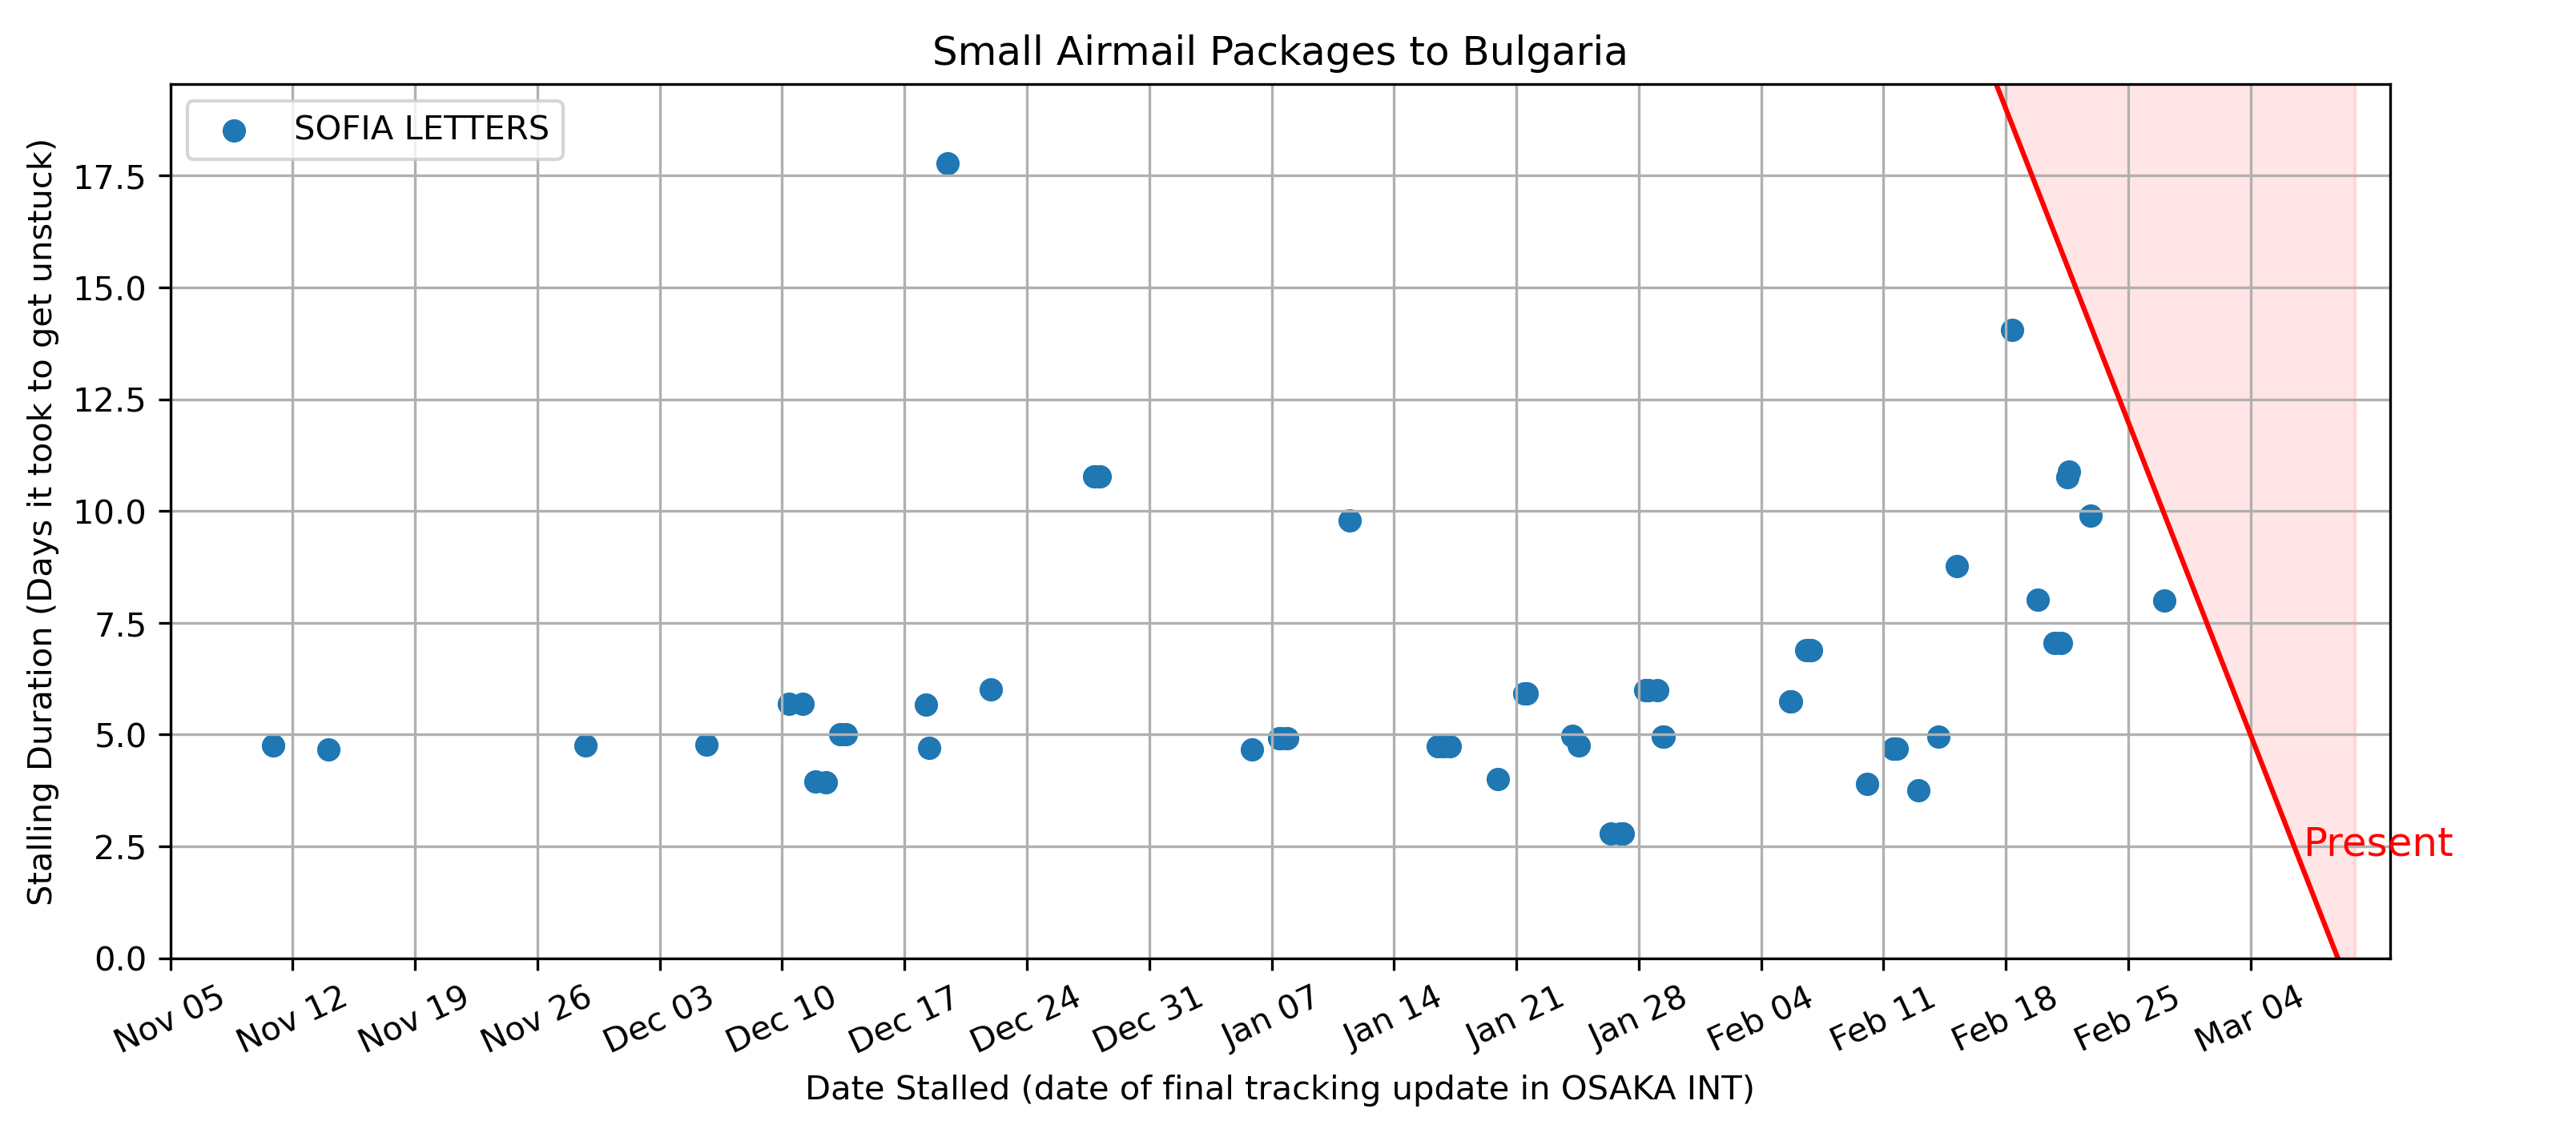 Small Airmail Packages to Bulgaria
SOFIA LETTERS
Stalling Duration (Days it took to get unstuck)
17.5
15.0
12.5
10.0
7.5
5.0
2.5
0.0
Present
Nov 05
Nov 12
Nov 19
Nov 26
Dec 03
Dec 10
Dec 17
Dec 24
Dec 31
Jan 07
Jan 14
Jan 21
Jan 28
Feb 04
Feb 11
Feb 18
Feb 25
Mar 04
Date Stalled (date of final tracking update in OSAKA INT)